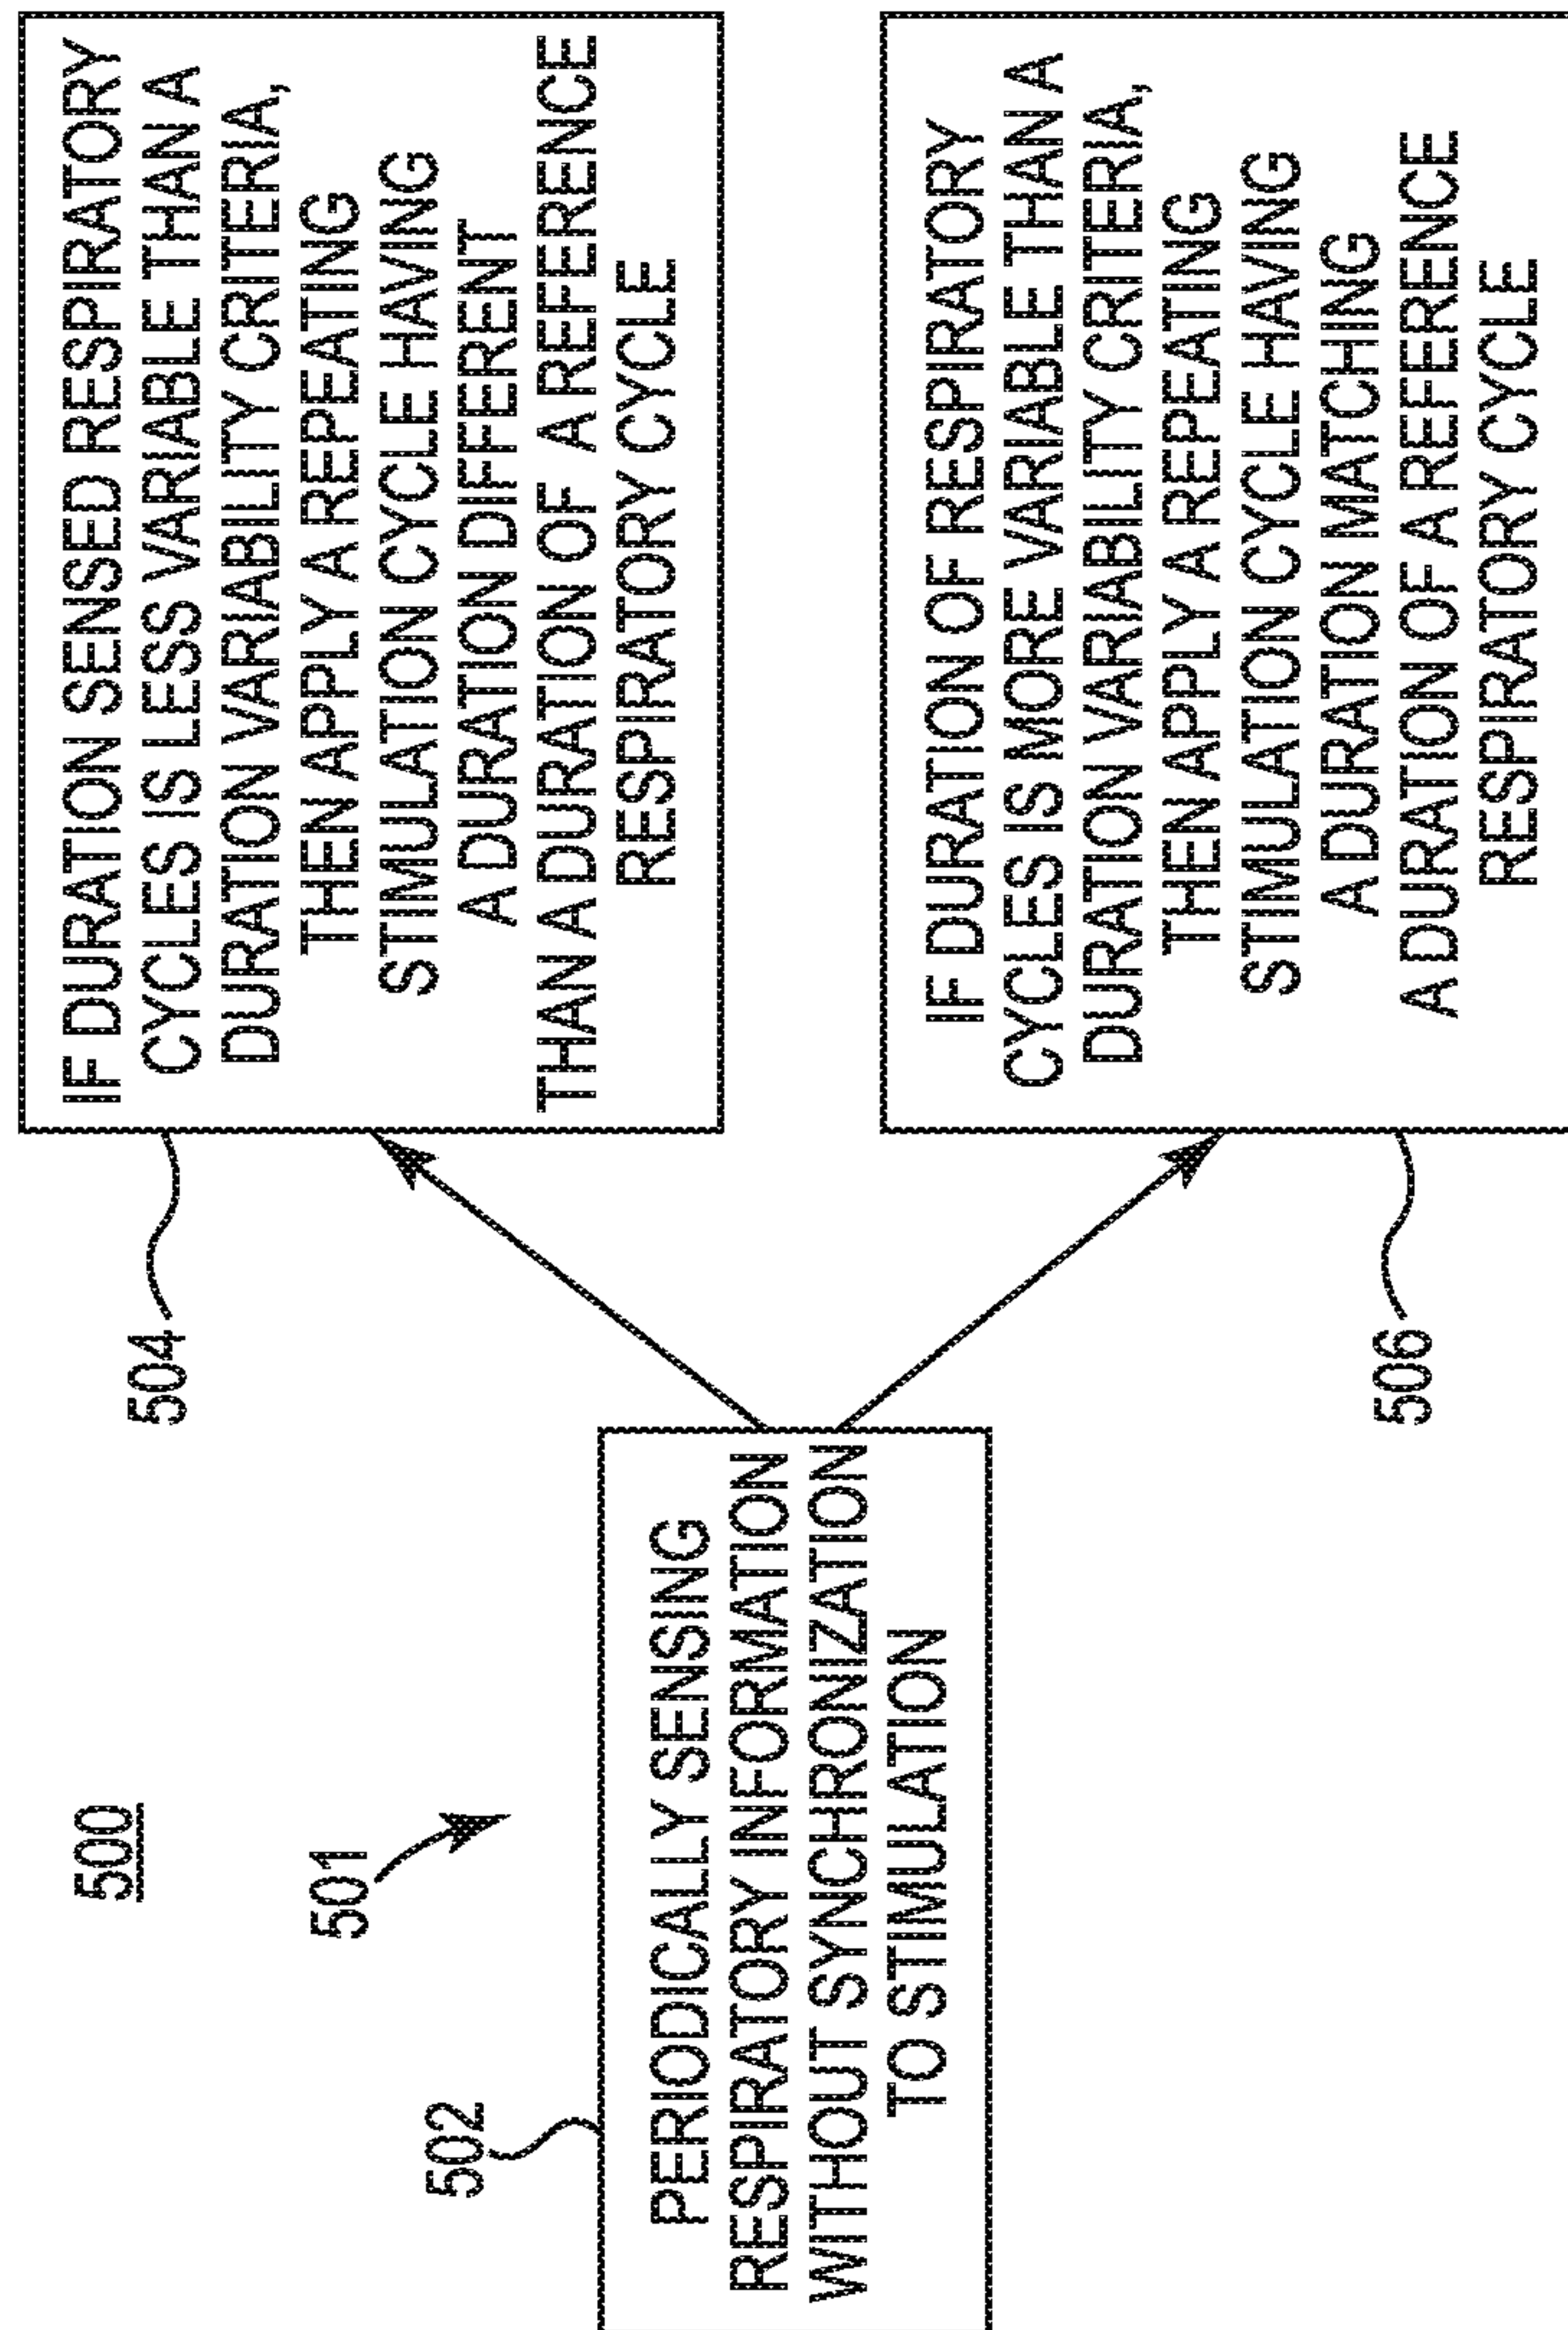 500
501
502
PERIODICALLY SENSING
RESPIRATORY INFORMATION
WITHOUT SYNCHRONIZATION
TO STIMULATION
504
IF DURATION SENSED RESPIRATORY
CYCLES IS LESS VARIABLE THAN A
DURATION VARIABILITY CRITERIA,
THEN APPLY A REPEATING
STIMULATION CYCLE HAVING
A DURATION DIFFERENT
THAN A DURATION OF A REFERENCE
RESPIRATORY CYCLE
506
IF DURATION OF RESPIRATORY
CYCLES IS MORE VARIABLE THAN A
DURATION VARIABILITY CRITERIA,
THEN APPLY A REPEATING
STIMULATION CYCLE HAVING
A DURATION MATCHING
A DURATION OF A REFERENCE
RESPIRATORY CYCLE